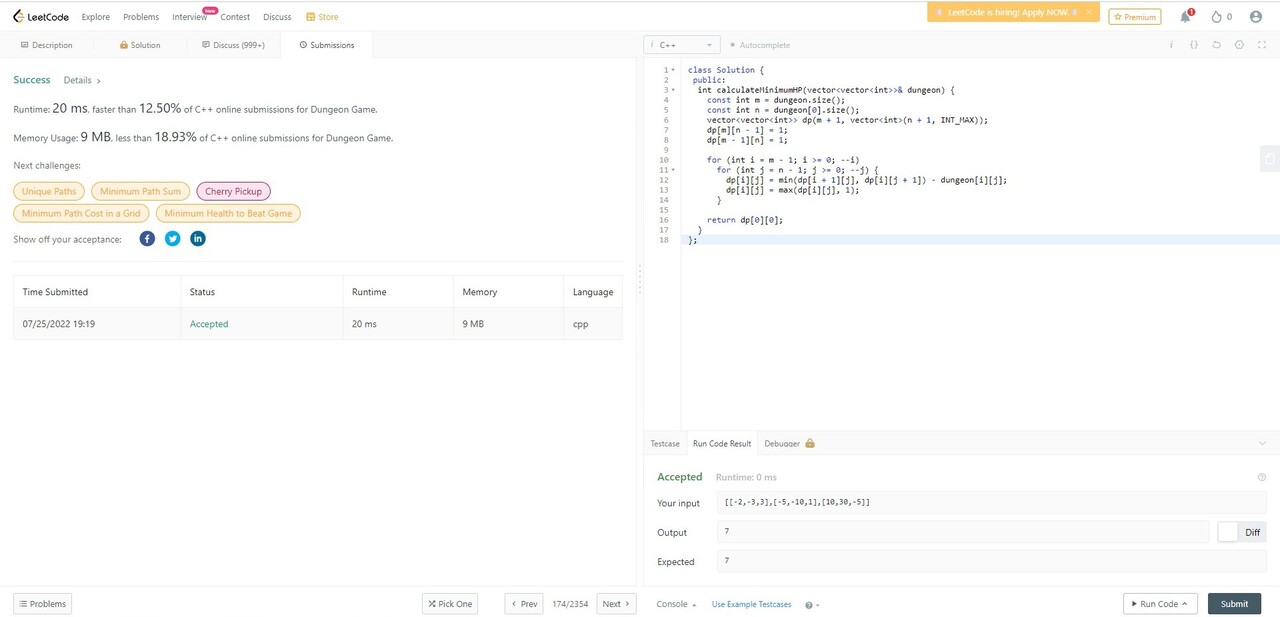 LeetCode Explore Problems Interview New Contest Discuss Store LeetCode is hiring! Apply NOW. Premium 1 0
Description Solution Discuss (999+) Submissions
Success Details
Runtime: 20 ms, faster than 12.50% of C++ online submissions for Dungeon Game.
Memory Usage: 9 MB, less than 18.93% of C++ online submissions for Dungeon Game.
Next challenges:
Unique Paths Minimum Path Sum Cherry Pickup
Minimum Path Cost in a Grid Minimum Health to Beat Game
Show off your acceptance:
Time Submitted Status Runtime Memory Language
07/25/2022 19:19 Accepted 20 ms 9 MB cpp
Problems Pick One < Prev 174/2354 Next >
i C++ Autocomplete
1 class Solution {
2 public:
3 int calculateMinimumHP(vector<vector<int>>& dungeon) {
4 const int m = dungeon.size();
5 const int n = dungeon[0].size();
6 vector<vector<int>> dp(m + 1, vector<int>(n + 1, INT_MAX));
7 dp[m][n - 1] = 1;
8 dp[m - 1][n] = 1;
9
10 for (int i = m - 1; i >= 0; --i)
11 for (int j = n - 1; j >= 0; --j) {
12 dp[i][j] = min(dp[i + 1][j], dp[i][j + 1]) - dungeon[i][j];
13 dp[i][j] = max(dp[i][j], 1);
14 }
15
16 return dp[0][0];
17 }
18 };
Testcase Run Code Result Debugger
Accepted Runtime: 0 ms
Your input [[-2,-3,3],[-5,-10,1],[10,30,-5]]
Output 7 Diff
Expected 7
Console Use Example Testcases Run Code Submit